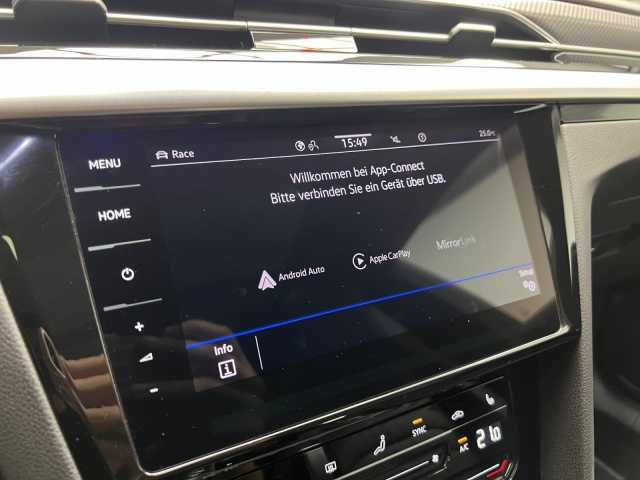 MENU
HOME
+
-
Race
15:49
25.0°C
Willkommen bei App-Connect
Bitte verbinden Sie ein Gerät über USB.
Android Auto
Apple CarPlay
MirrorLink
Setup
Info
i
SYNC
A/C